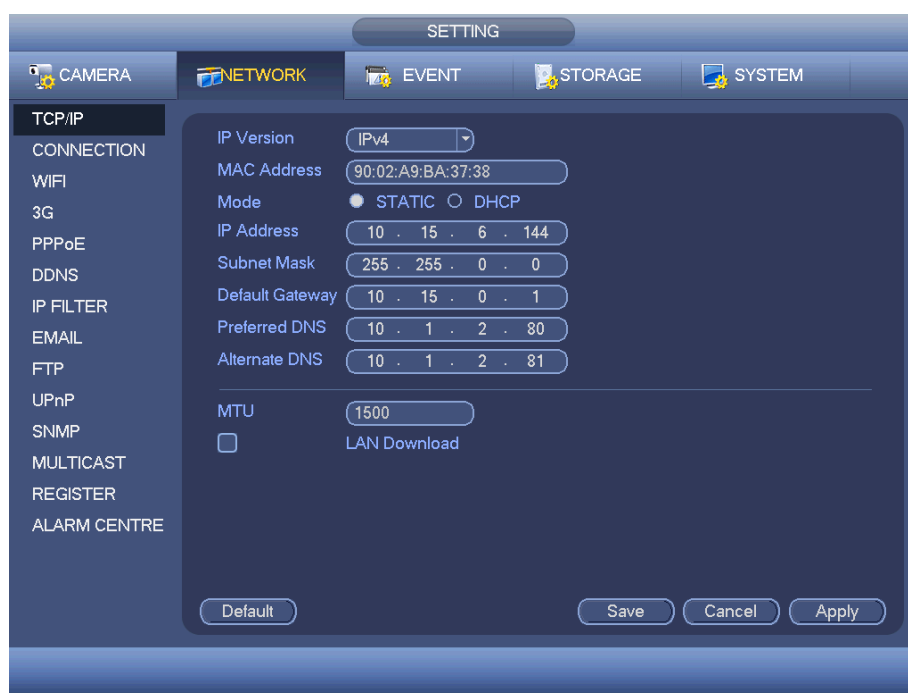 SETTING
CAMERA NETWORK EVENT STORAGE SYSTEM
TCP/IP
CONNECTION
WIFI
3G
PPPoE
DDNS
IP FILTER
EMAIL
FTP
UPnP
SNMP
MULTICAST
REGISTER
ALARM CENTRE
IP Version IPv4
MAC Address 90:02:A9:BA:37:38
Mode STATIC DHCP
IP Address 10 . 15 . 6 . 144
Subnet Mask 255 . 255 . 0 . 0
Default Gateway 10 . 15 . 0 . 1
Preferred DNS 10 . 1 . 2 . 80
Alternate DNS 10 . 1 . 2 . 81
MTU 1500
LAN Download
Default Save Cancel Apply